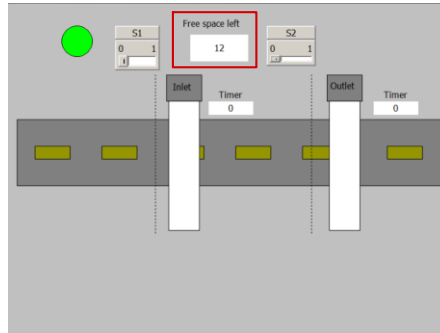 S1
0 1
Free space left
12
S2
0 1
Inlet
Timer
0
Outlet
Timer
0